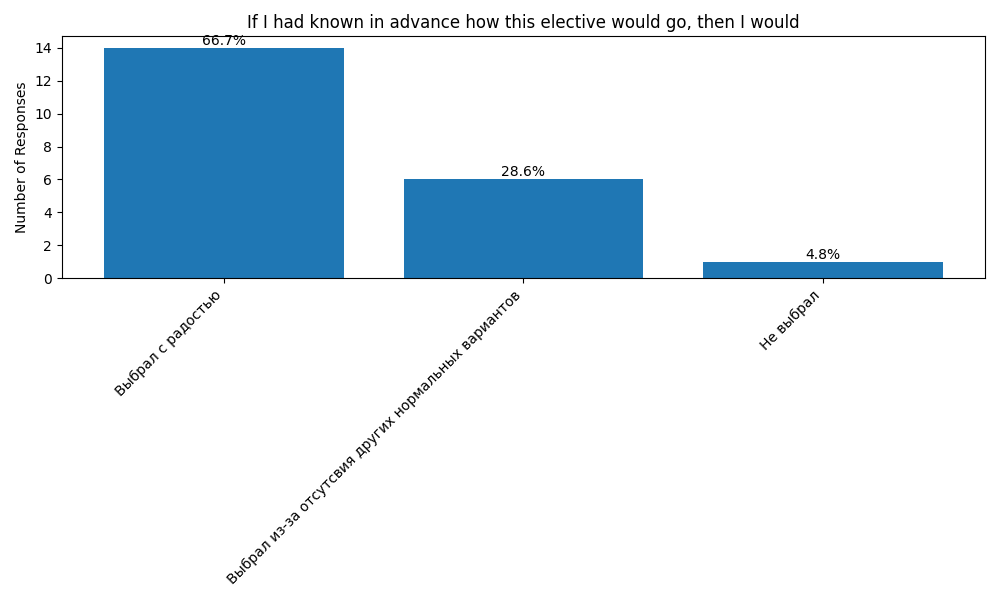 If I had known in advance how this elective would go, then I would
Number of Responses
14
12
10
8
6
4
2
0
66.7%
28.6%
4.8%
Выбрал с радостью
Выбрал из-за отсутсвия других нормальных вариантов
Не выбрал